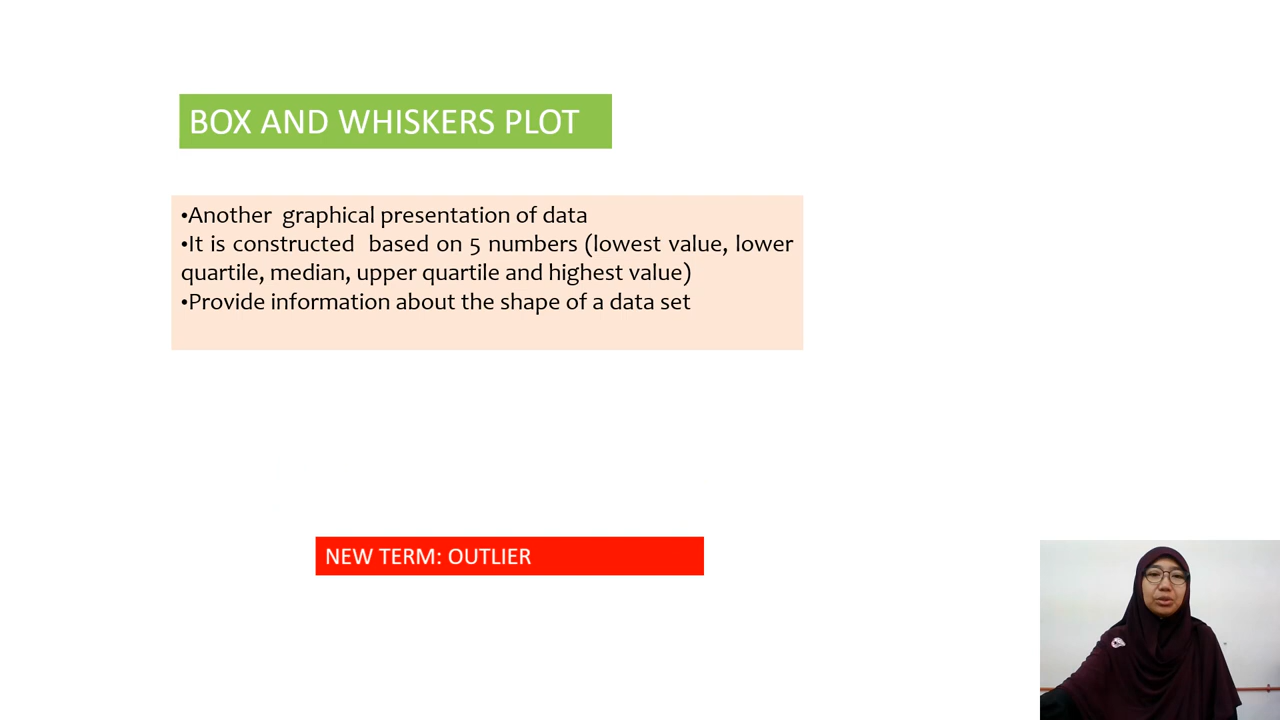 BOX AND WHISKERS PLOT
•Another graphical presentation of data
•It is constructed based on 5 numbers (lowest value, lower
quartile, median, upper quartile and highest value)
•Provide information about the shape of a data set
NEW TERM: OUTLIER